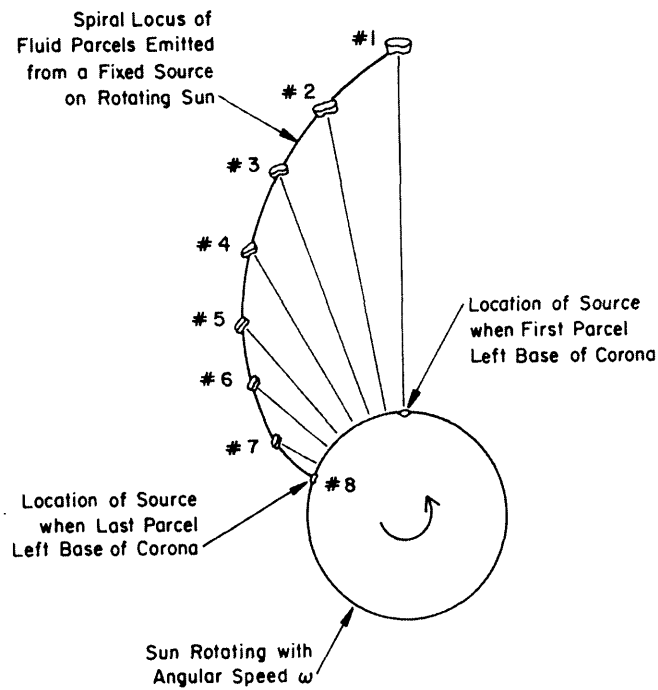 Spiral Locus of
Fluid Parcels Emitted
from a Fixed Source
on Rotating Sun
#1
#2
#3
#4
#5
#6
#7
#8
Location of Source
when First Parcel
Left Base of Corona
Location of Source
when Last Parcel
Left Base of Corona
Sun Rotating with
Angular Speed ω